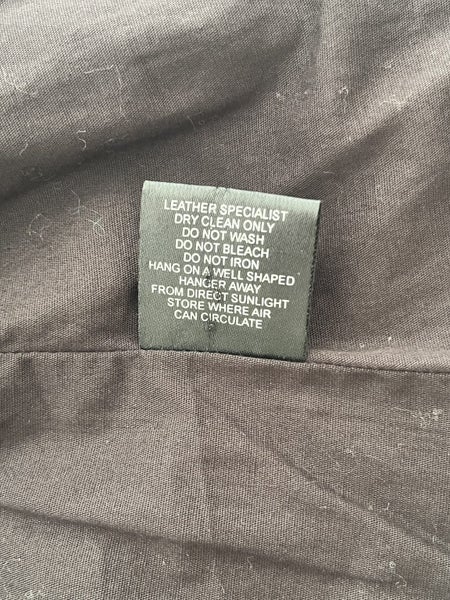 LEATHER SPECIALIST
DRY CLEAN ONLY
DO NOT WASH
DO NOT BLEACH
DO NOT IRON
HANG ON A WELL SHAPED
HANGER AWAY
FROM DIRECT SUNLIGHT
STORE WHERE AIR
CAN CIRCULATE